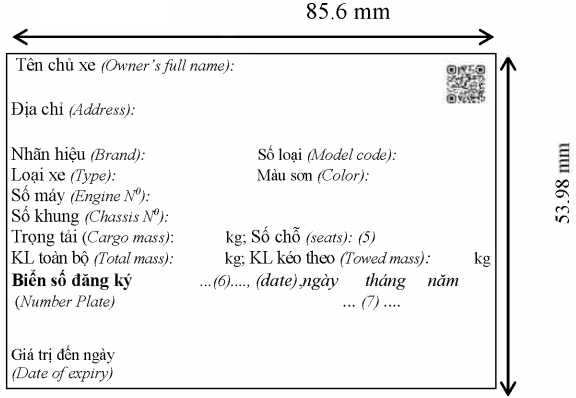 85.6 mm
Tên chủ xe (Owner's full name):
Địa chỉ (Address):
Nhãn hiệu (Brand): Số loại (Model code):
Loại xe (Type): Màu sơn (Color):
Số máy (Engine N⁰):
Số khung (Chassis N⁰):
Trọng tải (Cargo mass): kg; Số chỗ (seats): (5)
KL toàn bộ (Total mass): kg; KL kéo theo (Towed mass): kg
Biển số đăng ký ...(6)...., (date),ngày tháng năm
(Number Plate) ... (7) ....
Giá trị đến ngày
(Date of expiry)
53.98 mm